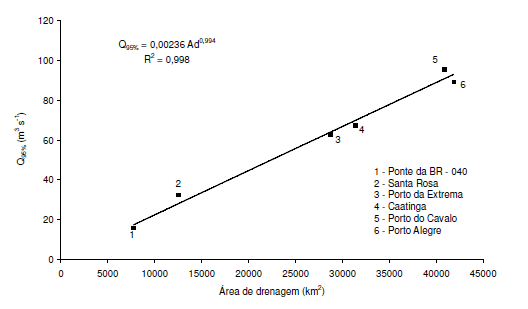 120
100
80
60
40
20
0
Q95% (m3 s-1)
Q95% = 0,00236 Ad0,994
R2 = 0,998
5
6
4
3
2
1
1 - Ponte da BR - 040
2 - Santa Rosa
3 - Porto da Extrema
4 - Caatinga
5 - Porto do Cavalo
6 - Porto Alegre
0 5000 10000 15000 20000 25000 30000 35000 40000 45000
Área de drenagem (km2)